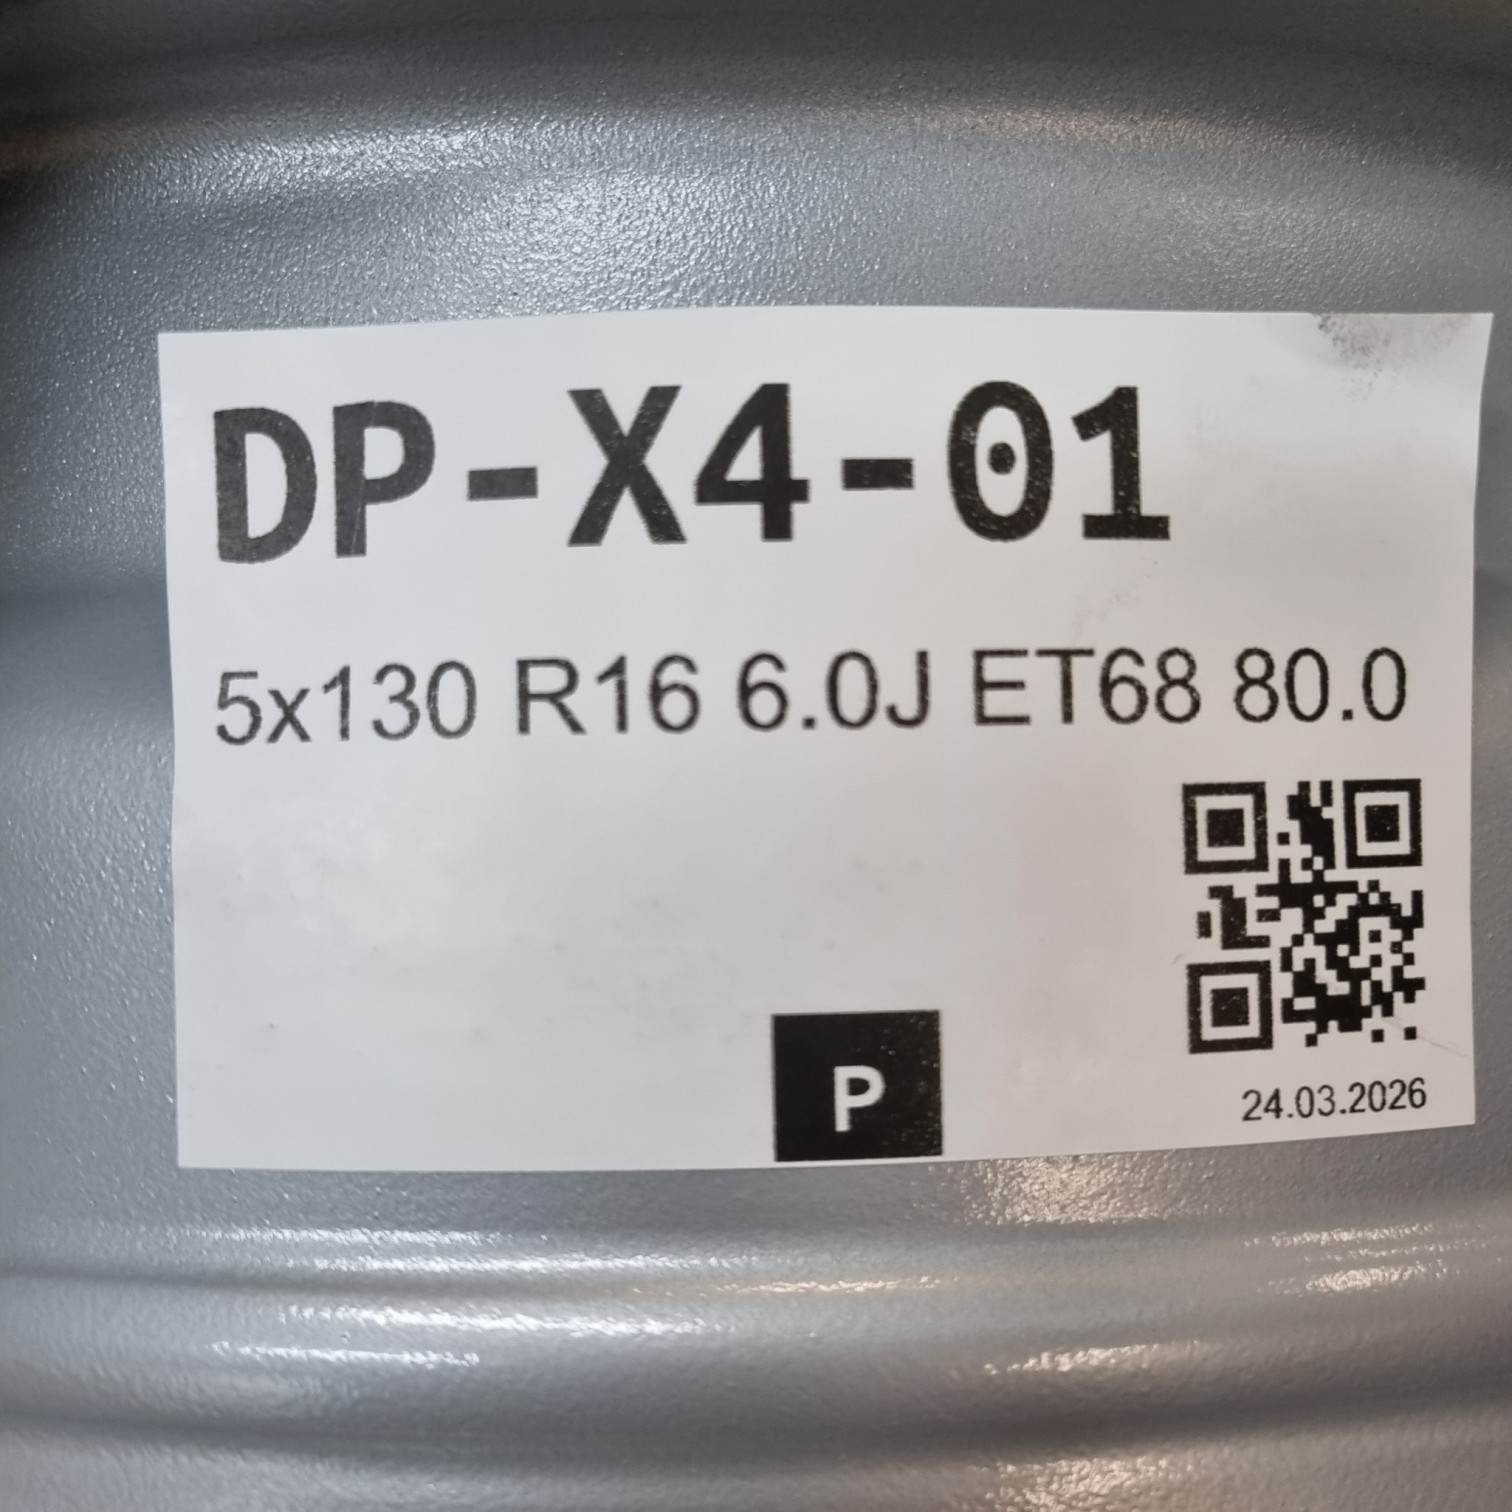 DP-X4-01
5x130 R16 6.0J ET68 80.0
P
24.03.2026